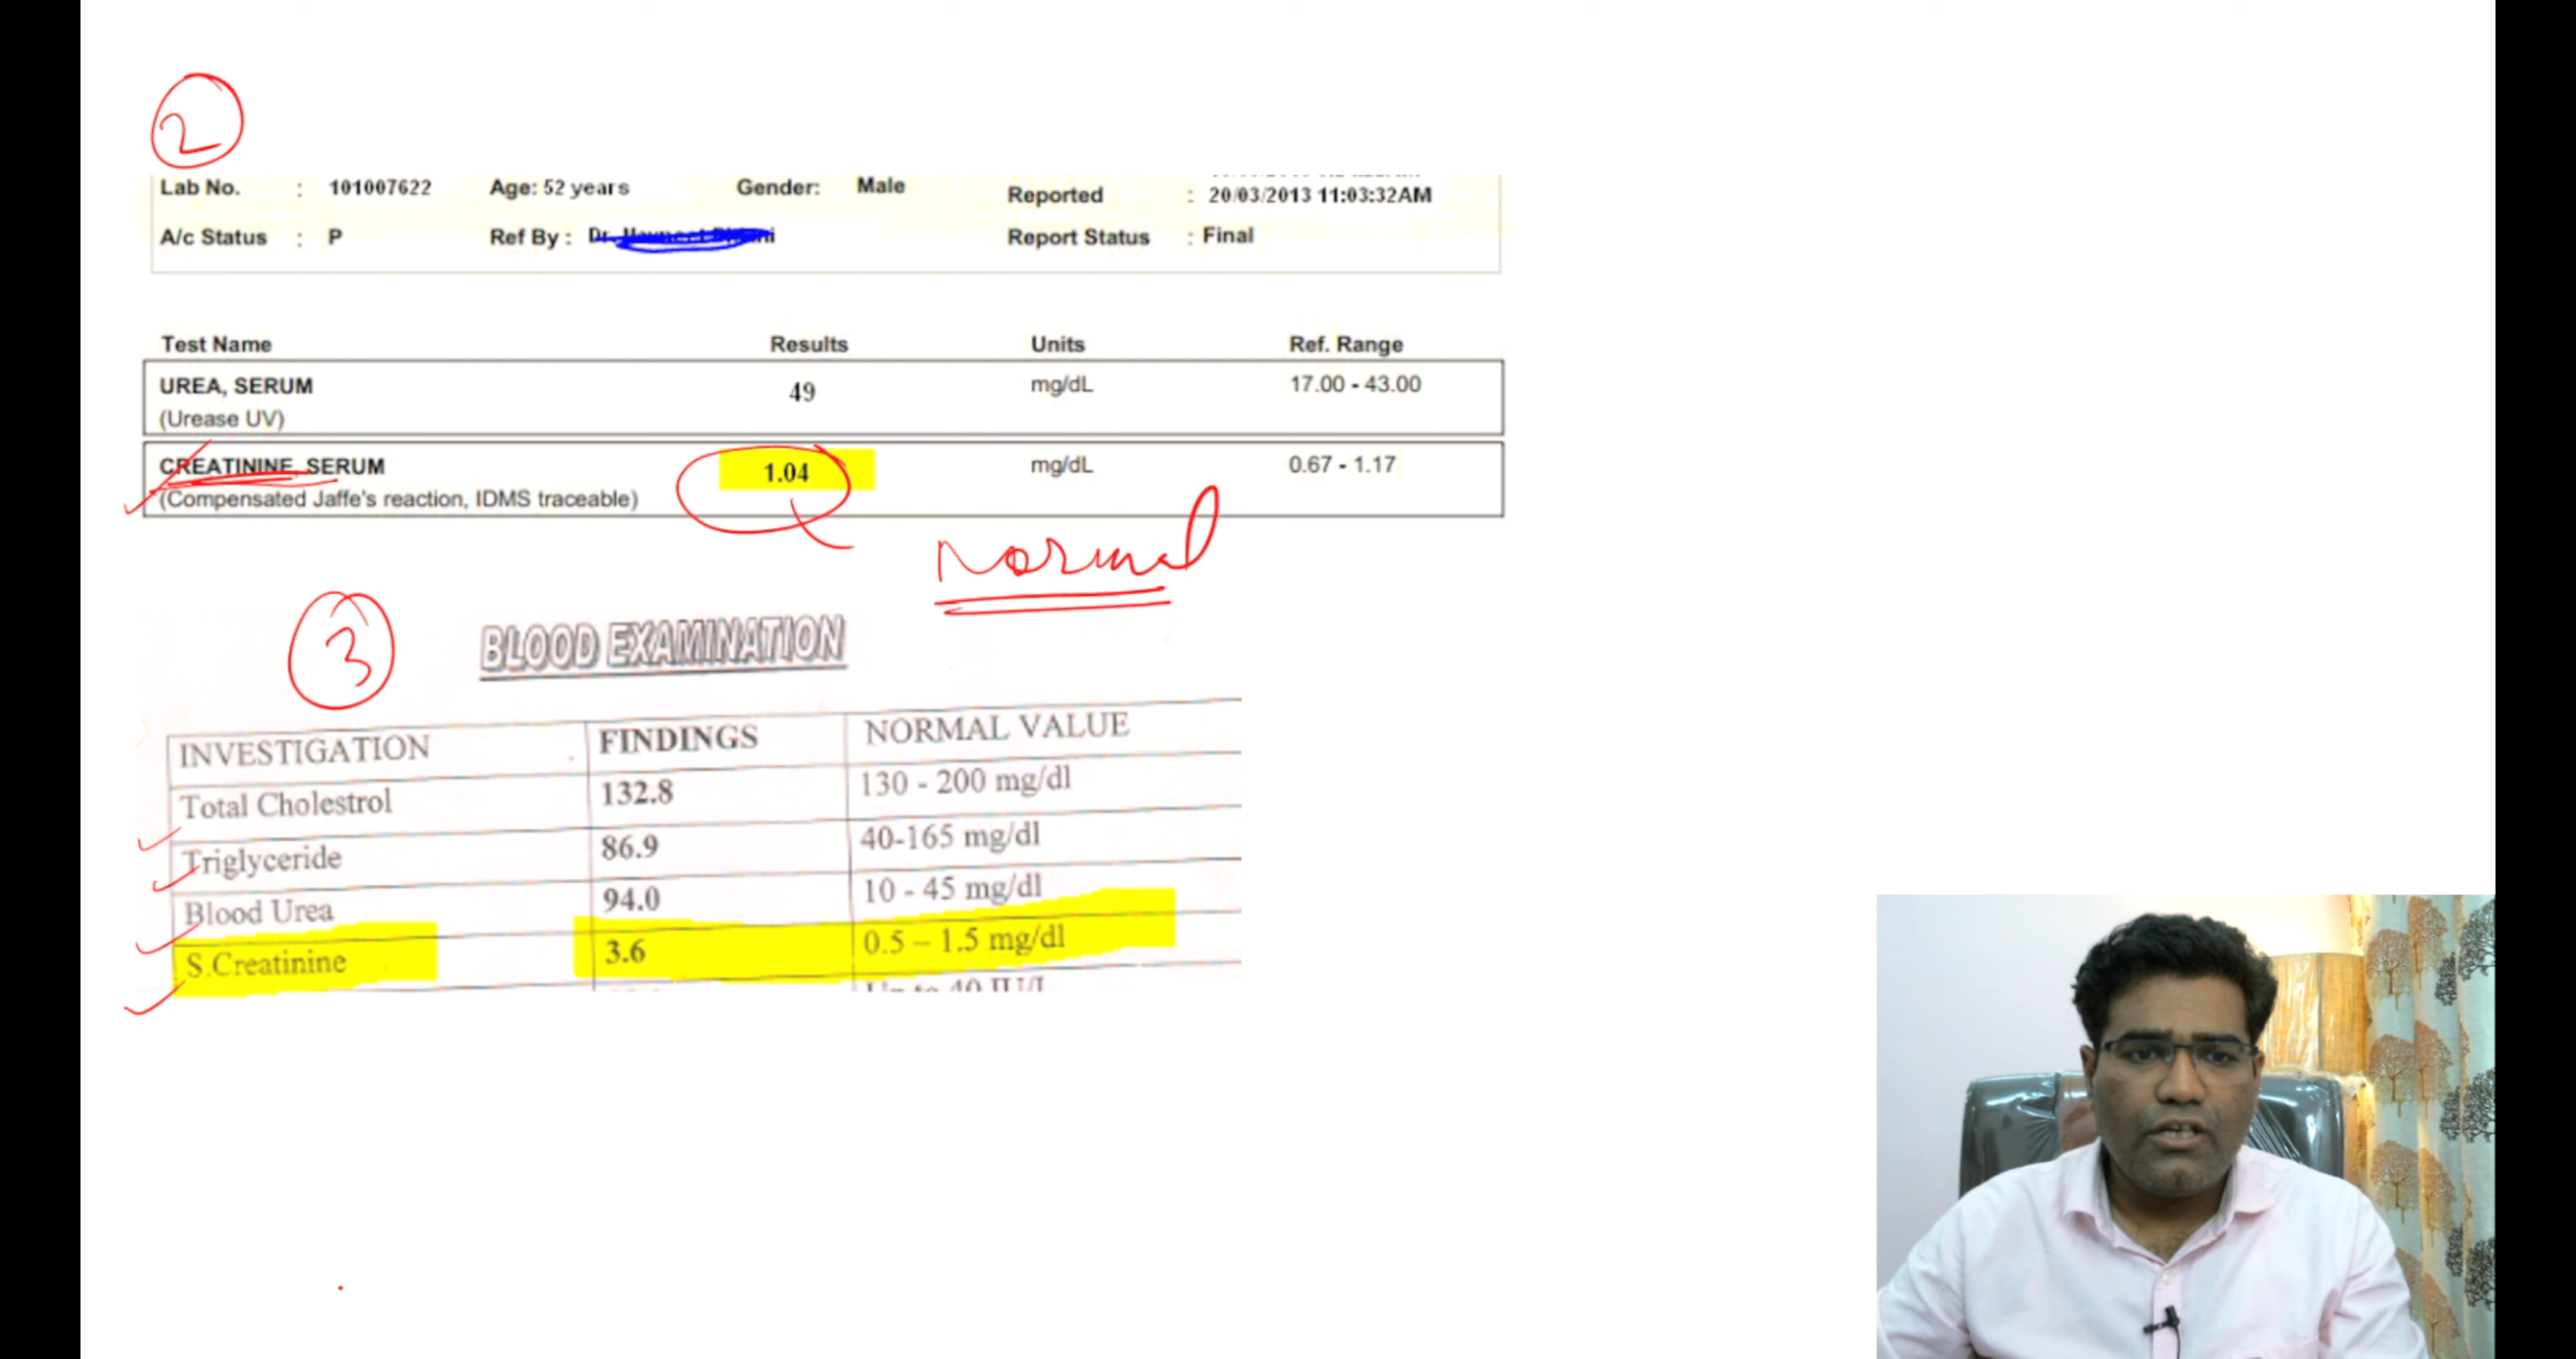 2
Lab No. : 101007622 Age: 52 years Gender: Male Reported : 20/03/2013 11:03:32AM
A/c Status : P Ref By : Dr. Report Status : Final
Test Name Results Units Ref. Range
UREA, SERUM 49 mg/dL 17.00 - 43.00
(Urease UV)
CREATININE, SERUM 1.04 mg/dL 0.67 - 1.17
(Compensated Jaffe's reaction, IDMS traceable)
Normal
3 BLOOD EXAMINATION
INVESTIGATION FINDINGS NORMAL VALUE
Total Cholestrol 132.8 130 - 200 mg/dl
Triglyceride 86.9 40-165 mg/dl
Blood Urea 94.0 10 - 45 mg/dl
S.Creatinine 3.6 0.5 – 1.5 mg/dl